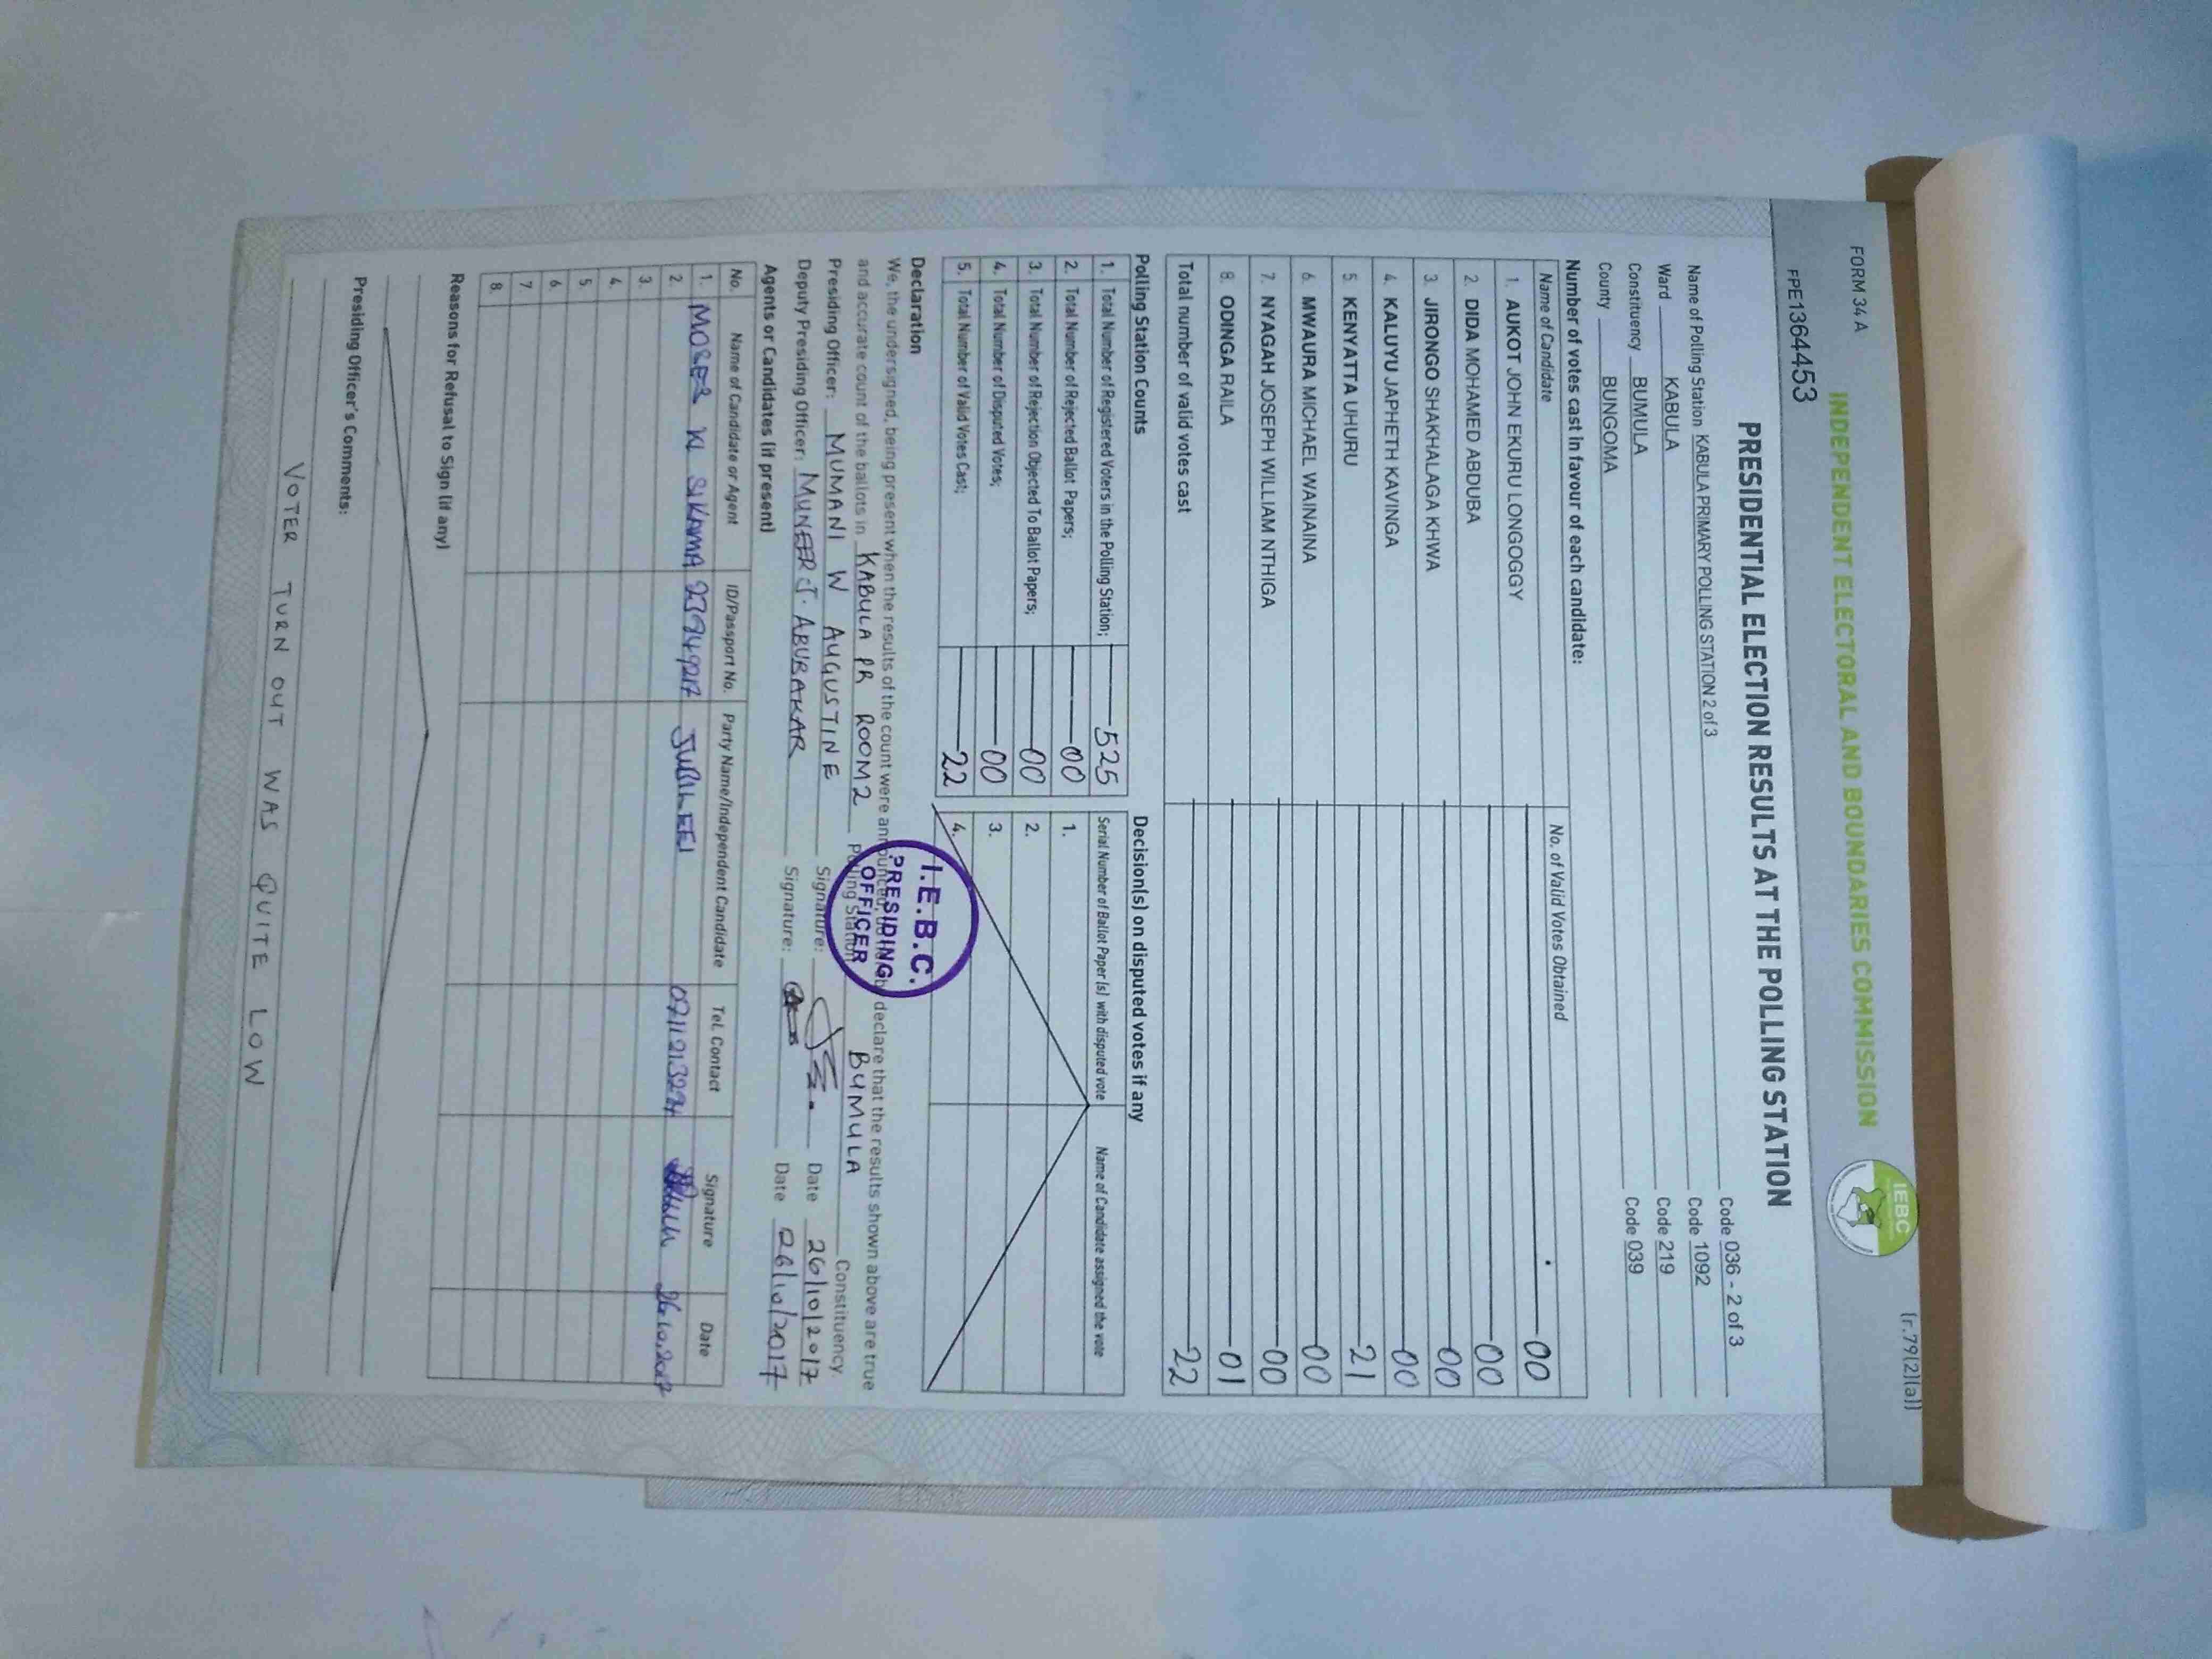 FORM 34 A
(r.79(2)(a))
INDEPENDENT ELECTORAL AND BOUNDARIES COMMISSION
IEBC
FPE1364453
PRESIDENTIAL ELECTION RESULTS AT THE POLLING STATION
Name of Polling Station KABULA PRIMARY POLLING STATION 2 of 3 Code 036 - 2 of 3
Ward KABULA Code 1092
Constituency BUMULA Code 219
County BUNGOMA Code 039
Number of votes cast in favour of each candidate:
Name of Candidate No. of Valid Votes Obtained
1. AUKOT JOHN EKURU LONGOGGY 00
2. DIDA MOHAMED ABDUBA 00
3. JIRONGO SHAKHALAGA KHWA 00
4. KALUYU JAPHETH KAVINGA 00
5. KENYATTA UHURU 21
6. MWAURA MICHAEL WAINAINA 00
7. NYAGAH JOSEPH WILLIAM NTHIGA 00
8. ODINGA RAILA 01
Total number of valid votes cast 22
Polling Station Counts
1. Total Number of Registered Voters in the Polling Station; 525
2. Total Number of Rejected Ballot Papers; 00
3. Total Number of Rejection Objected To Ballot Papers; 00
4. Total Number of Disputed Votes; 00
5. Total Number of Valid Votes Cast; 22
Decision(s) on disputed votes if any
Serial Number of Ballot Paper(s) with disputed vote Name of Candidate assigned the vote
1.
2.
3.
4.
Declaration
We, the undersigned, being present when the results of the count were announced, do hereby declare that the results shown above are true
and accurate count of the ballots in KABULA PR ROOM 2 Polling Station BUMULA Constituency
Presiding Officer: MUMANI W AUGUSTINE Signature: Date 26/10/2017
Deputy Presiding Officer: MUNEER J. ABUBAKAR Signature: Date 26/10/2017
I.E.B.C.
PRESIDING
OFFICER
Agents or Candidates (if present)
No. Name of Candidate or Agent ID/Passport No. Party Name/Independent Candidate Tel. Contact Signature Date
1. JUBILEE
2.
3.
4.
5.
6.
7.
8.
Reasons for Refusal to Sign (if any)
Presiding Officer's Comments:
VOTER TURN OUT WAS QUITE LOW